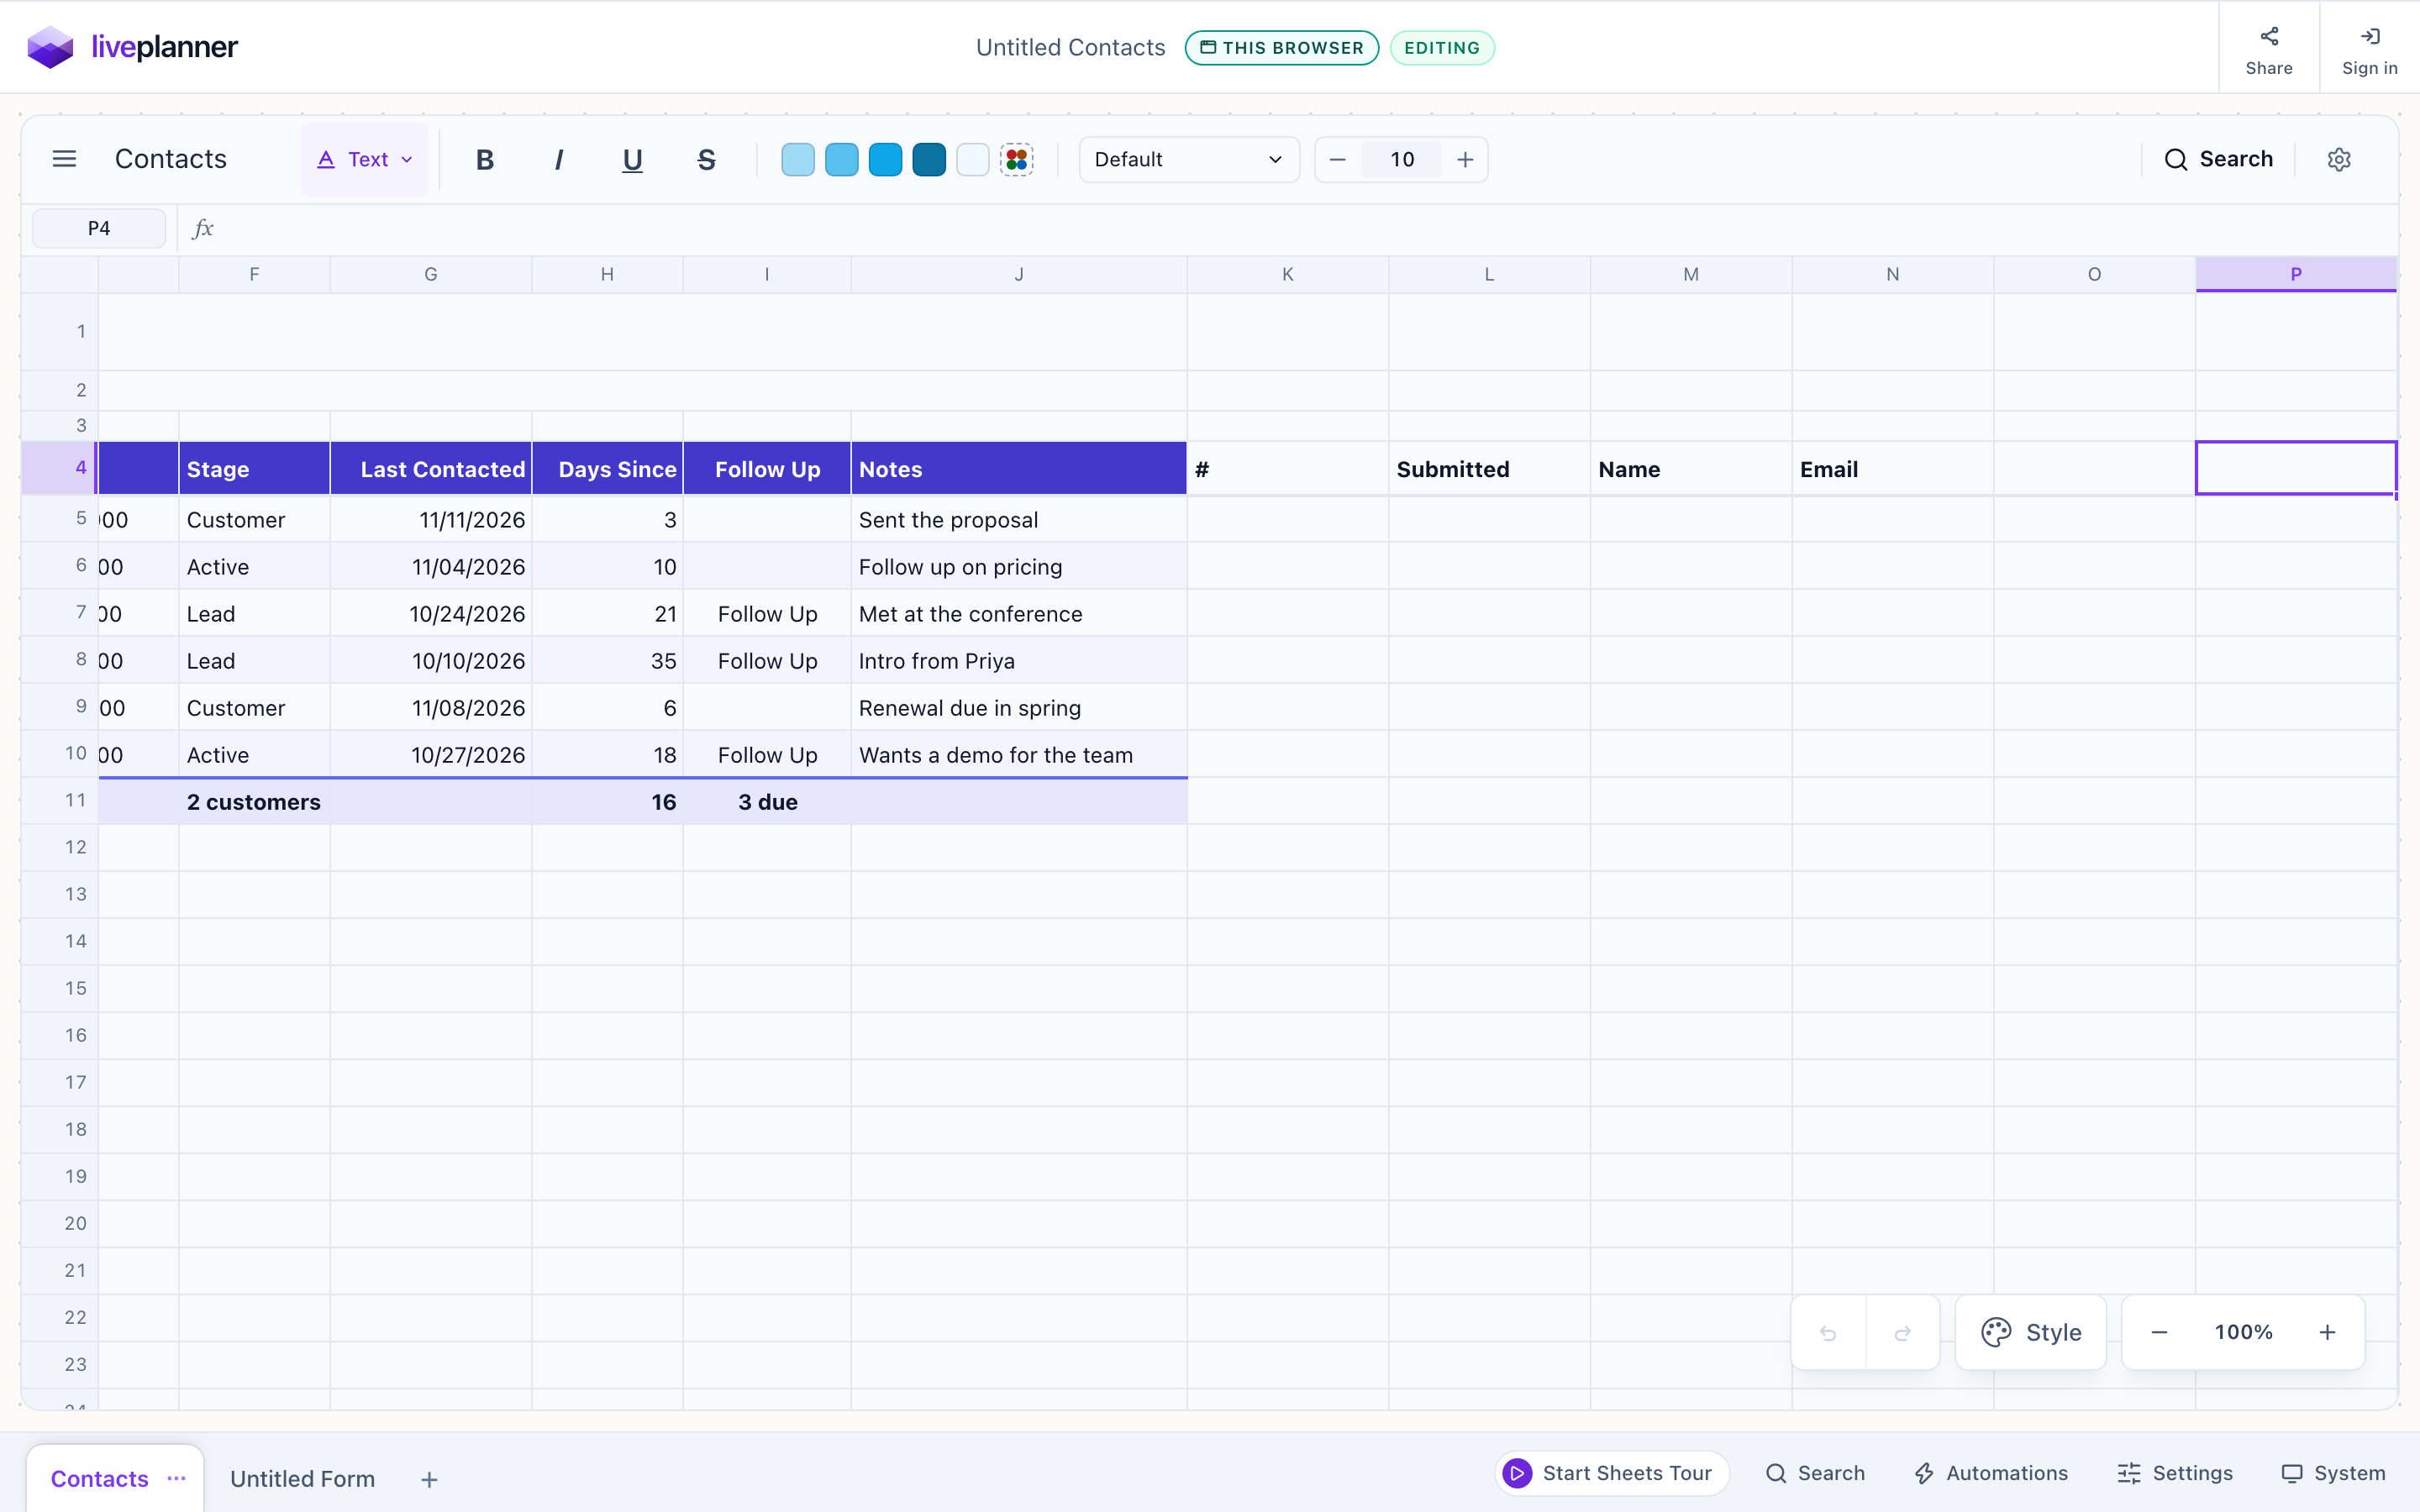 liveplanner
Untitled Contacts THIS BROWSER EDITING
Share
Sign in
Contacts
Text
B I U S
Default
10
Search
P4 fx
F G H I J K L M N O P
1
2
3
4 Stage Last Contacted Days Since Follow Up Notes # Submitted Name Email
5 00 Customer 11/11/2026 3 Sent the proposal
6 00 Active 11/04/2026 10 Follow up on pricing
7 00 Lead 10/24/2026 21 Follow Up Met at the conference
8 00 Lead 10/10/2026 35 Follow Up Intro from Priya
9 00 Customer 11/08/2026 6 Renewal due in spring
10 00 Active 10/27/2026 18 Follow Up Wants a demo for the team
11 2 customers 16 3 due
12
13
14
15
16
17
18
19
20
21
22
23
24
Style
100%
Contacts
Untitled Form
Start Sheets Tour
Search
Automations
Settings
System